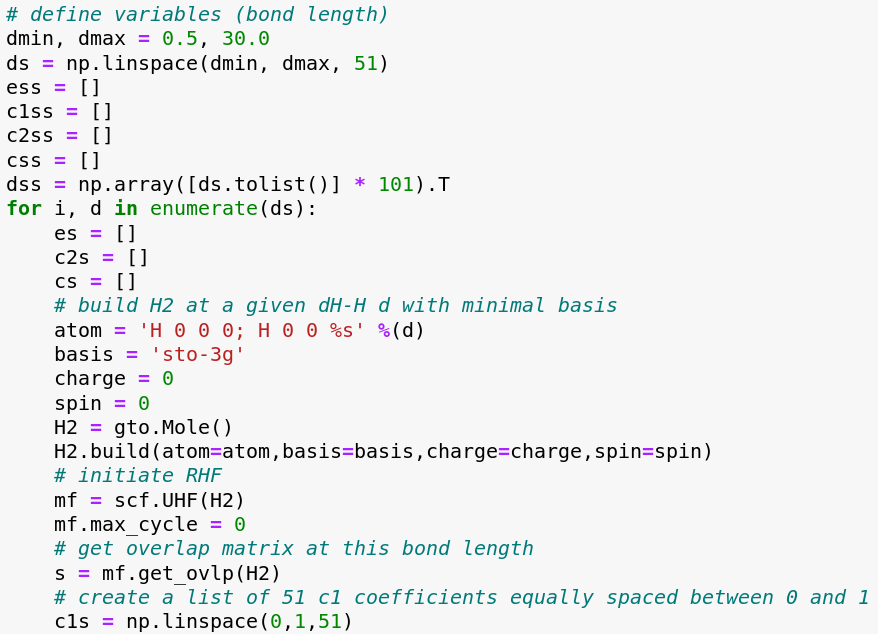 # define variables (bond length)
dmin, dmax = 0.5, 30.0
ds = np.linspace(dmin, dmax, 51)
ess = []
c1ss = []
c2ss = []
css = []
dss = np.array([ds.tolist()] * 101).T
for i, d in enumerate(ds):
    es = []
    c2s = []
    cs = []
    # build H2 at a given dH-H d with minimal basis
    atom = 'H 0 0 0; H 0 0 %s' %(d)
    basis = 'sto-3g'
    charge = 0
    spin = 0
    H2 = gto.Mole()
    H2.build(atom=atom,basis=basis,charge=charge,spin=spin)
    # initiate RHF
    mf = scf.UHF(H2)
    mf.max_cycle = 0
    # get overlap matrix at this bond length
    s = mf.get_ovlp(H2)
    # create a list of 51 c1 coefficients equally spaced between 0 and 1
    c1s = np.linspace(0,1,51)